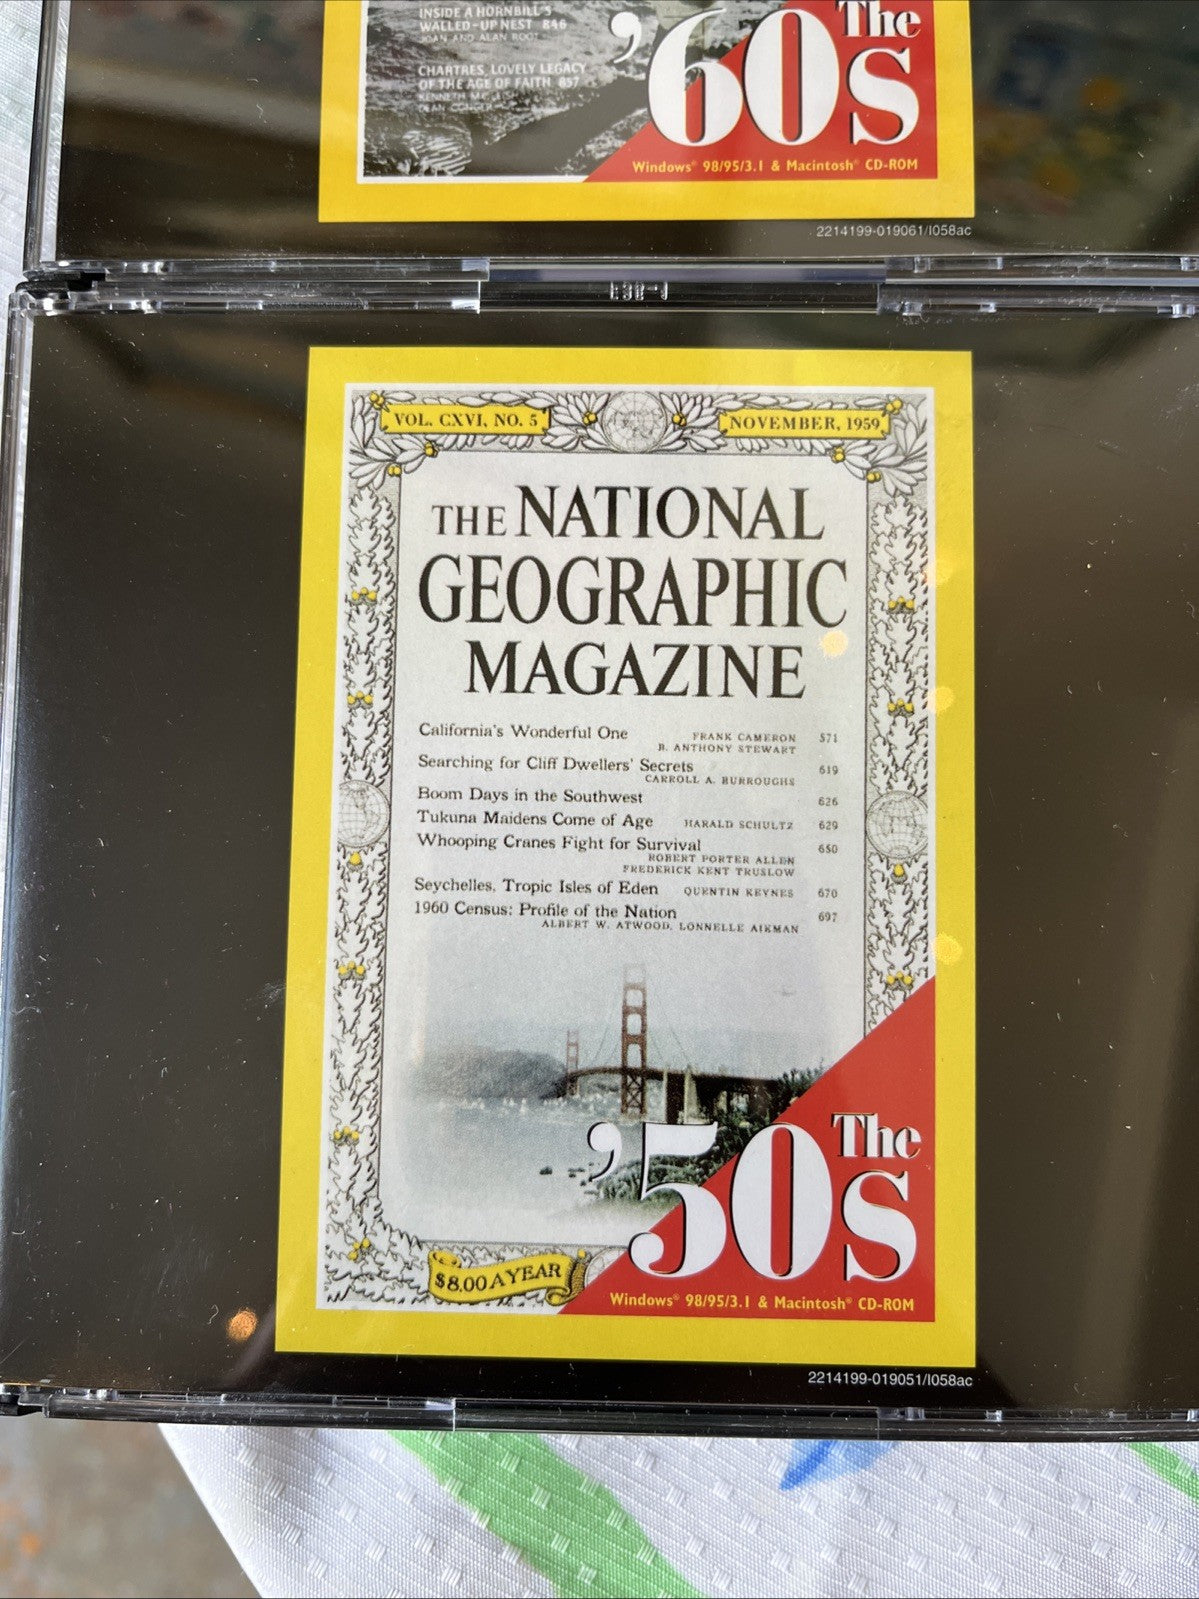 INSIDE A HORNBILL'S
WALLED-UP NEST 846
JOAN AND ALAN ROOT
CHARTRES, LOVELY LEGACY
OF THE AGE OF FAITH 857
KENNETH
The
'60s
Windows® 98/95/3.1 & Macintosh® CD-ROM
2214199-019061/I058ac
VOL. CXVI, NO. 5
NOVEMBER, 1959
THE NATIONAL
GEOGRAPHIC
MAGAZINE
California's Wonderful One FRANK CAMERON 571
B. ANTHONY STEWART
Searching for Cliff Dwellers' Secrets 619
CARROLL A. BURROUGHS
Boom Days in the Southwest 626
Tukuna Maidens Come of Age HARALD SCHULTZ 629
Whooping Cranes Fight for Survival 650
ROBERT PORTER ALLEN
FREDERICK KENT TRUSLOW
Seychelles, Tropic Isles of Eden QUENTIN KEYNES 670
1960 Census: Profile of the Nation 697
ALBERT W. ATWOOD, LONNELLE AIKMAN
The
'50s
$8.00 A YEAR
Windows® 98/95/3.1 & Macintosh® CD-ROM
2214199-019051/I058ac